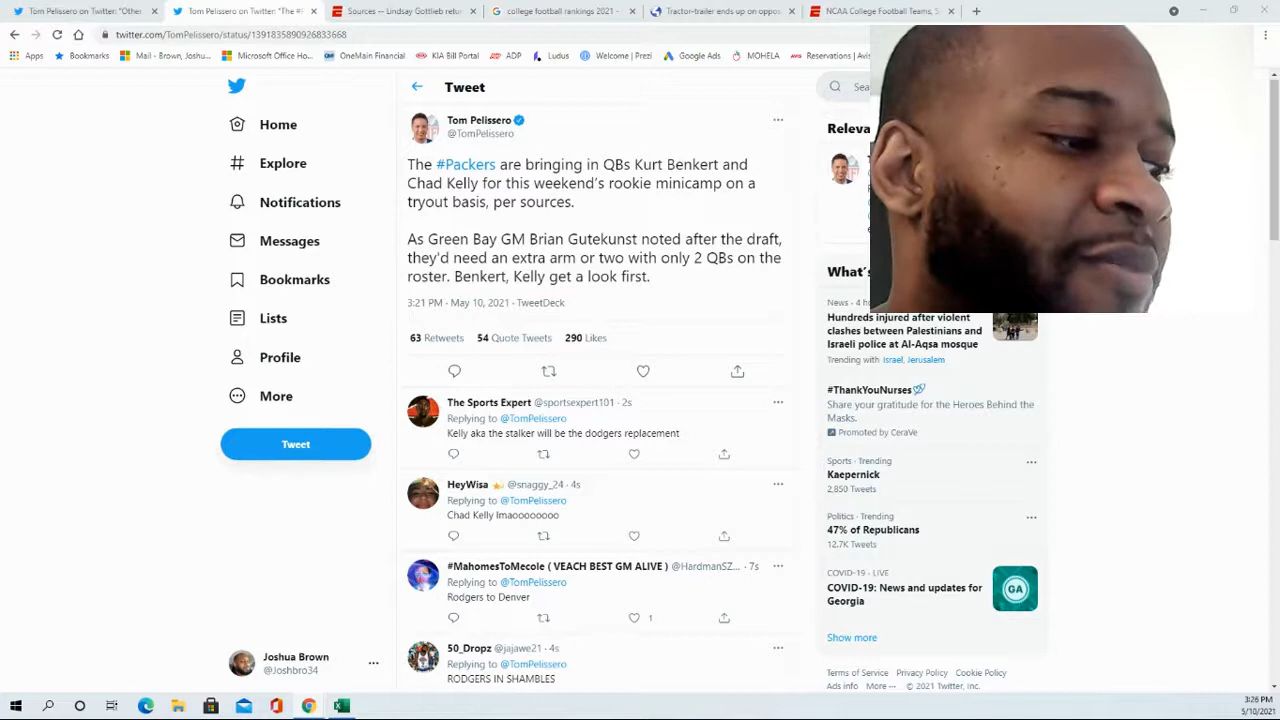 Tom Pelissero on Twitter: "Other
Tom Pelissero on Twitter: "The #
Sources — Lindsay Gottlieb retur
college football rankings 2021 -
Tractor-trailer ends up on oppos
NCAA College Football Teams, S
twitter.com/TomPelissero/status/1391835890926833668
Apps
Bookmarks
Mail - Brown, Joshu...
Microsoft Office Ho...
OneMain Financial
KIA Bill Pay
ADP
Ludus
Welcome | Prezi
Google Ads
MOHELA
Reservations | Avis
Home
Explore
Notifications
Messages
Bookmarks
Lists
Profile
More
Tweet
Joshua Brown
@Joshbro34
Tweet
Tom Pelissero
@TomPelissero
The #Packers are bringing in QBs Kurt Benkert and
Chad Kelly for this weekend's rookie minicamp on a
tryout basis, per sources.
As Green Bay GM Brian Gutekunst noted after the draft,
they'd need an extra arm or two with only 2 QBs on the
roster. Benkert, Kelly get a look first.
3:21 PM · May 10, 2021 · TweetDeck
63 Retweets 54 Quote Tweets 290 Likes
The Sports Expert @sportsexpert101 · 2s
Replying to @TomPelissero
Kelly aka the stalker will be the dodgers replacement
HeyWisa @snaggy_24 · 4s
Replying to @TomPelissero
Chad Kelly lmaoooooooo
#MahomesToMecole ( VEACH BEST GM ALIVE ) @HardmanSZ... · 7s
Replying to @TomPelissero
Rodgers to Denver
1
50_Dropz @jajawe21 · 4s
Replying to @TomPelissero
RODGERS IN SHAMBLES
Sea
Releva
What's
News · 4 h
Hundreds injured after violent
clashes between Palestinians and
Israeli police at Al-Aqsa mosque
Trending with Israel, Jerusalem
#ThankYouNurses
Share your gratitude for the Heroes Behind the
Masks.
Promoted by CeraVe
Sports · Trending
Kaepernick
2,850 Tweets
Politics · Trending
47% of Republicans
12.7K Tweets
COVID-19 · LIVE
COVID-19: News and updates for
Georgia
GA
Show more
Terms of Service Privacy Policy Cookie Policy
Ads info More ··· © 2021 Twitter, Inc.
3:26 PM
5/10/2021